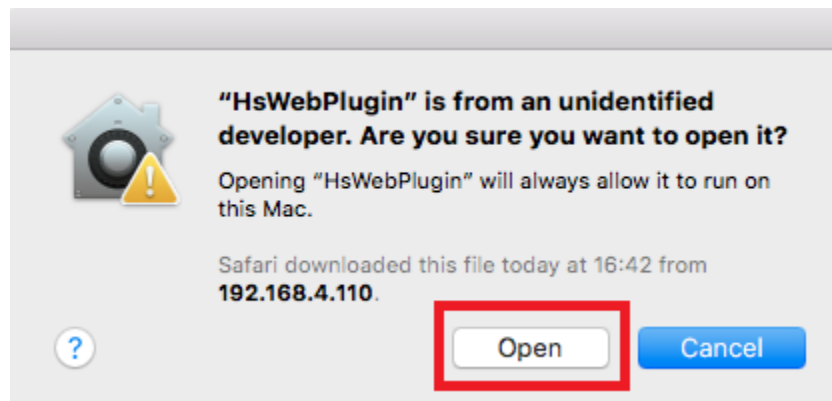 “HsWebPlugin” is from an unidentified
developer. Are you sure you want to open it?
Opening “HsWebPlugin” will always allow it to run on
this Mac.
Safari downloaded this file today at 16:42 from
192.168.4.110.
?
Open
Cancel